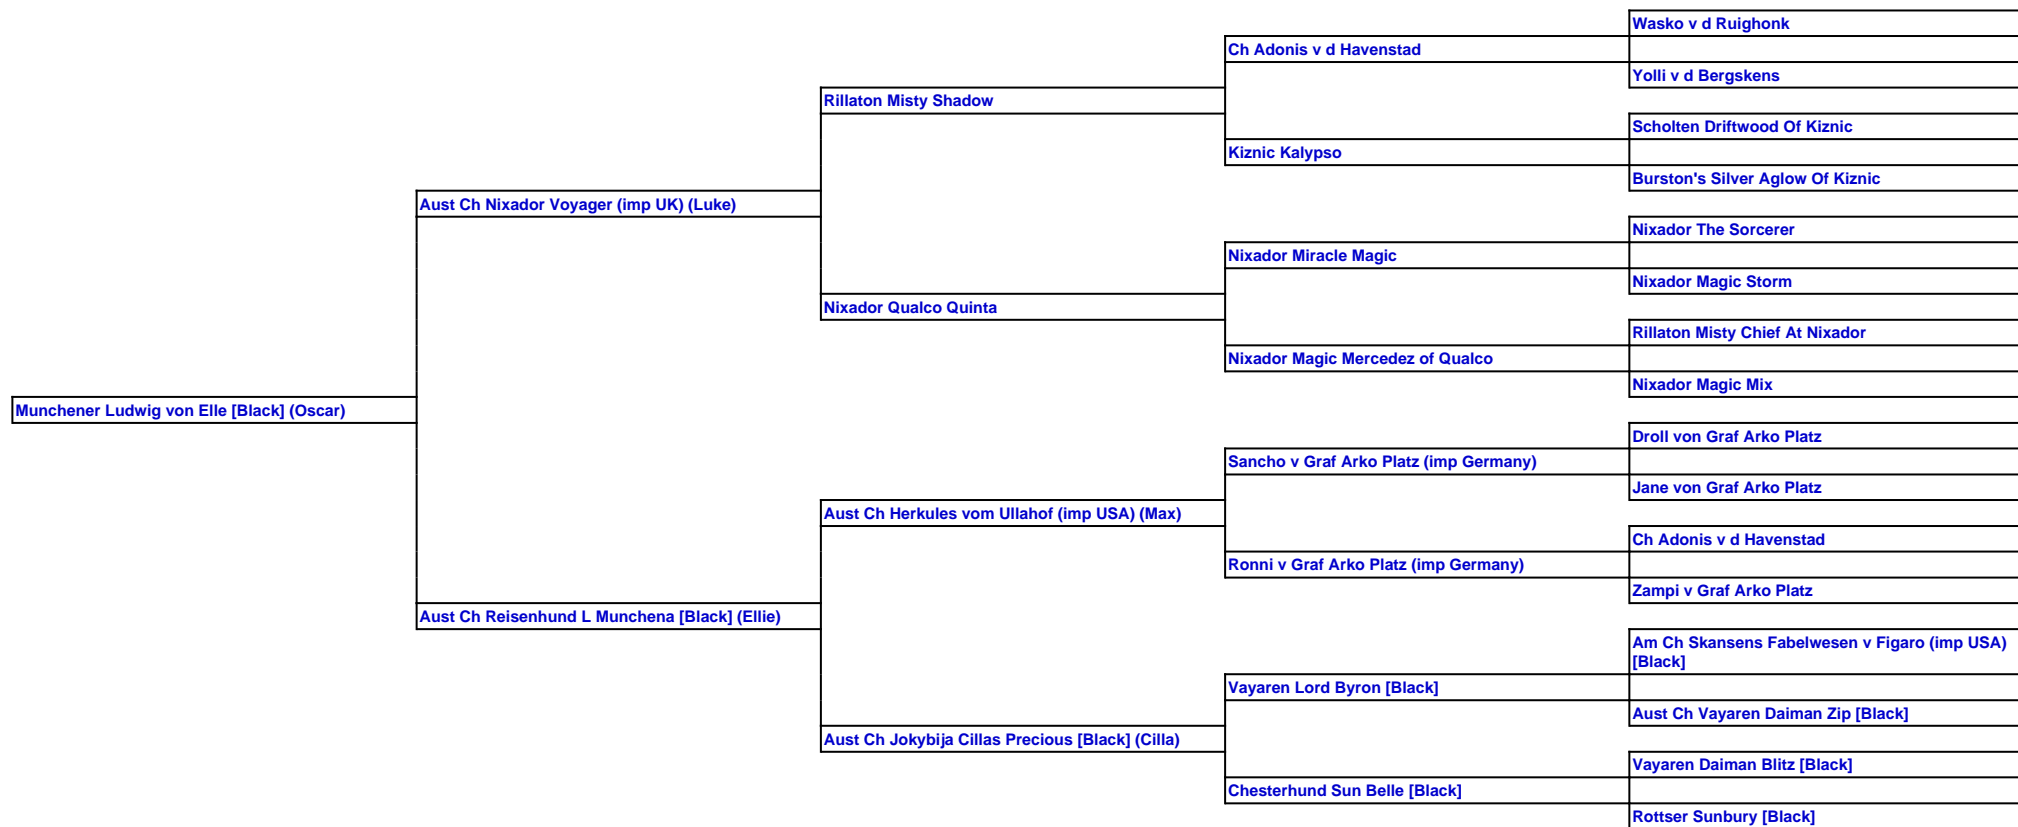 Wasko v d Ruighonk
Ch Adonis v d Havenstad
Yolli v d Bergskens
Rillaton Misty Shadow
Scholten Driftwood Of Kiznic
Kiznic Kalypso
Burston's Silver Aglow Of Kiznic
Aust Ch Nixador Voyager (imp UK) (Luke)
Nixador The Sorcerer
Nixador Miracle Magic
Nixador Magic Storm
Nixador Qualco Quinta
Rillaton Misty Chief At Nixador
Nixador Magic Mercedez of Qualco
Nixador Magic Mix
Munchener Ludwig von Elle [Black] (Oscar)
Droll von Graf Arko Platz
Sancho v Graf Arko Platz (imp Germany)
Jane von Graf Arko Platz
Aust Ch Herkules vom Ullahof (imp USA) (Max)
Ch Adonis v d Havenstad
Ronni v Graf Arko Platz (imp Germany)
Zampi v Graf Arko Platz
Aust Ch Reisenhund L Munchena [Black] (Ellie)
Am Ch Skansens Fabelwesen v Figaro (imp USA)
[Black]
Vayaren Lord Byron [Black]
Aust Ch Vayaren Daiman Zip [Black]
Aust Ch Jokybija Cillas Precious [Black] (Cilla)
Vayaren Daiman Blitz [Black]
Chesterhund Sun Belle [Black]
Rottser Sunbury [Black]